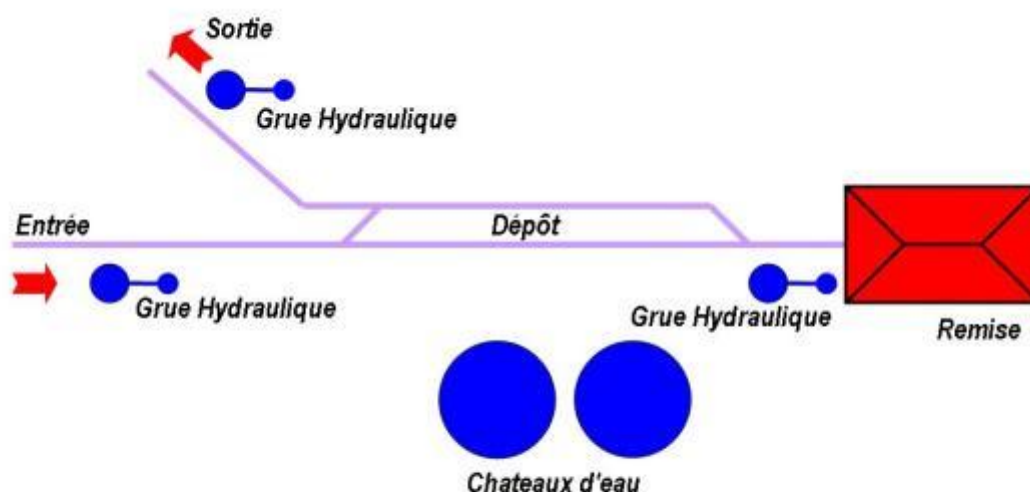 Sortie
Grue Hydraulique
Entrée
Dépôt
Grue Hydraulique
Grue Hydraulique
Remise
Chateaux d'eau